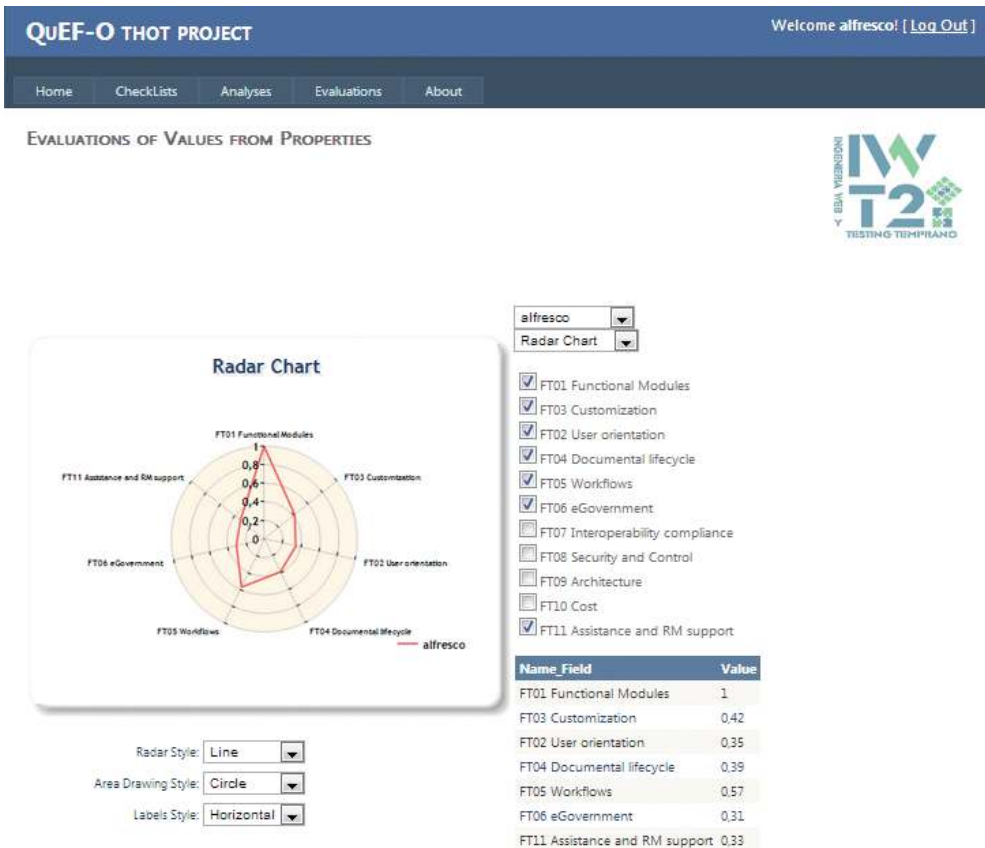 QUEF-O THOT PROJECT
Welcome alfresco! [ Log Out ]
Home CheckLists Analyses Evaluations About
EVALUATIONS OF VALUES FROM PROPERTIES
INGENIERIA WEB Y
IW
T2
TESTING TEMPRANO
alfresco
Radar Chart
Radar Chart
FT01 Functional Modules
1
0,8
0,6
0,4
0,2
0
FT03 Customization
FT02 User orientation
FT04 Documental lifecycle
FT05 Workflows
FT06 eGovernment
FT11 Assistance and RM support
alfresco
FT01 Functional Modules
FT03 Customization
FT02 User orientation
FT04 Documental lifecycle
FT05 Workflows
FT06 eGovernment
FT07 Interoperability compliance
FT08 Security and Control
FT09 Architecture
FT10 Cost
FT11 Assistance and RM support
Name_Field Value
FT01 Functional Modules 1
FT03 Customization 0,42
FT02 User orientation 0,35
FT04 Documental lifecycle 0,39
FT05 Workflows 0,57
FT06 eGovernment 0,31
FT11 Assistance and RM support 0,33
Radar Style: Line
Area Drawing Style: Circle
Labels Style: Horizontal